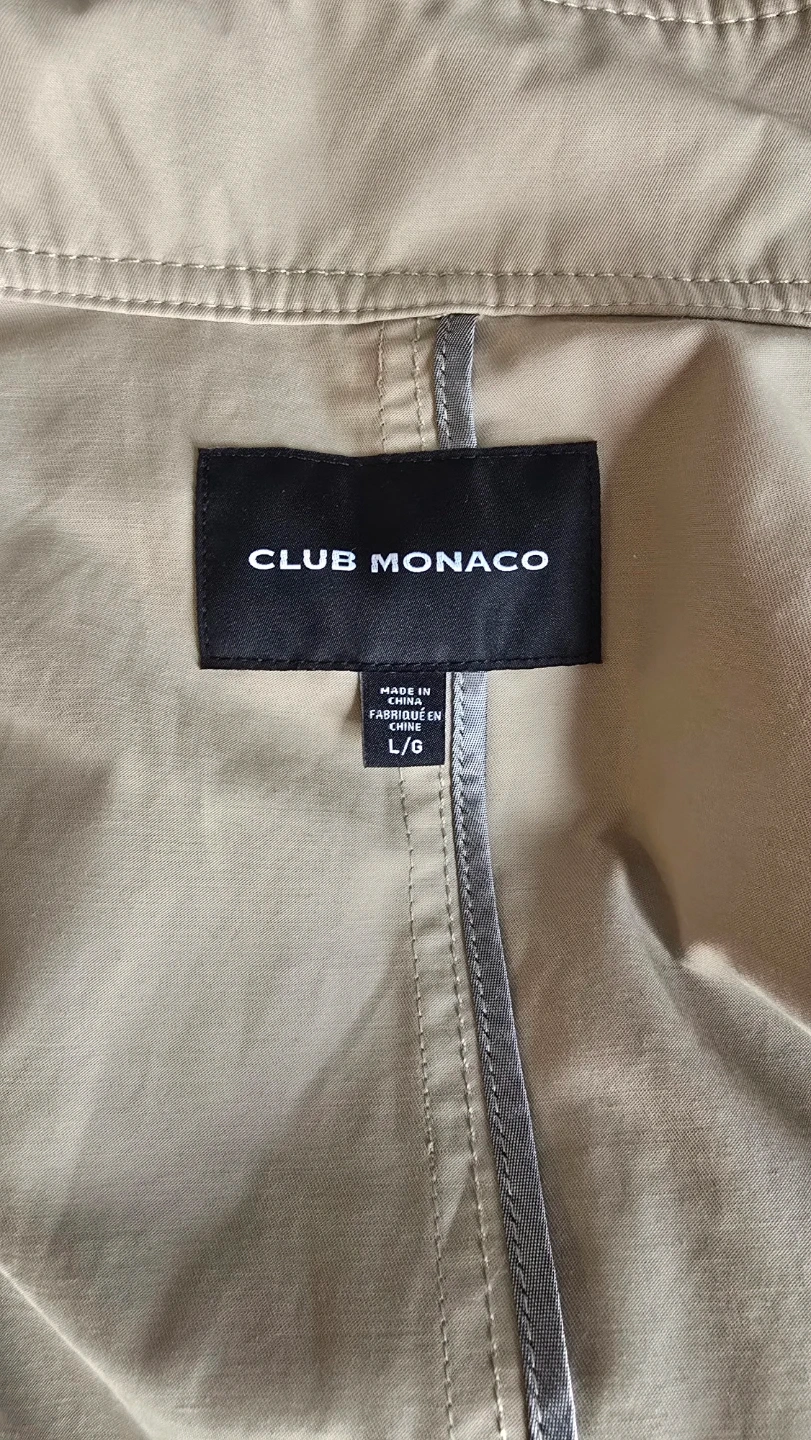 CLUB MONACO
MADE IN
CHINA
FABRIQUÉ EN
CHINE
L/G